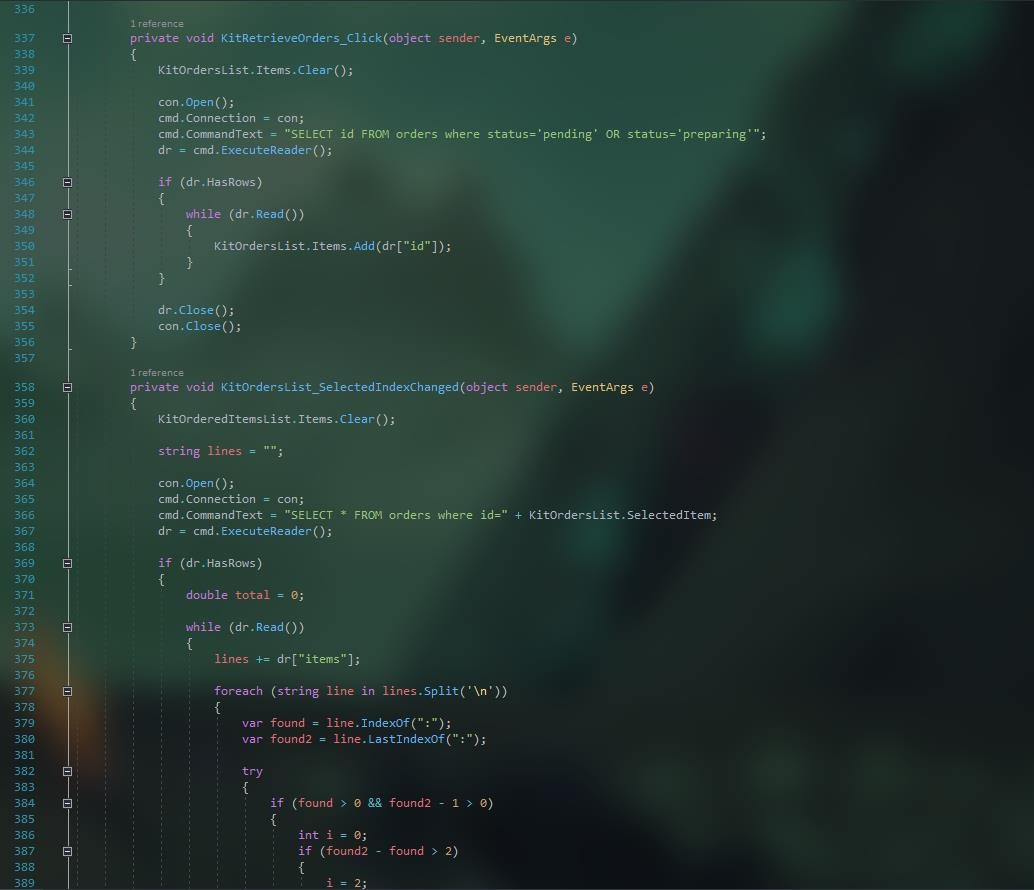 336
1 reference
337 private void KitRetrieveOrders_Click(object sender, EventArgs e)
338 {
339 KitOrdersList.Items.Clear();
340
341 con.Open();
342 cmd.Connection = con;
343 cmd.CommandText = "SELECT id FROM orders where status='pending' OR status='preparing'";
344 dr = cmd.ExecuteReader();
345
346 if (dr.HasRows)
347 {
348 while (dr.Read())
349 {
350 KitOrdersList.Items.Add(dr["id"]);
351 }
352 }
353
354 dr.Close();
355 con.Close();
356 }
357
1 reference
358 private void KitOrdersList_SelectedIndexChanged(object sender, EventArgs e)
359 {
360 KitOrderedItemsList.Items.Clear();
361
362 string lines = "";
363
364 con.Open();
365 cmd.Connection = con;
366 cmd.CommandText = "SELECT * FROM orders where id=" + KitOrdersList.SelectedItem;
367 dr = cmd.ExecuteReader();
368
369 if (dr.HasRows)
370 {
371 double total = 0;
372
373 while (dr.Read())
374 {
375 lines += dr["items"];
376
377 foreach (string line in lines.Split('\n'))
378 {
379 var found = line.IndexOf(":");
380 var found2 = line.LastIndexOf(":");
381
382 try
383 {
384 if (found > 0 && found2 - 1 > 0)
385 {
386 int i = 0;
387 if (found2 - found > 2)
388 {
389 i = 2;